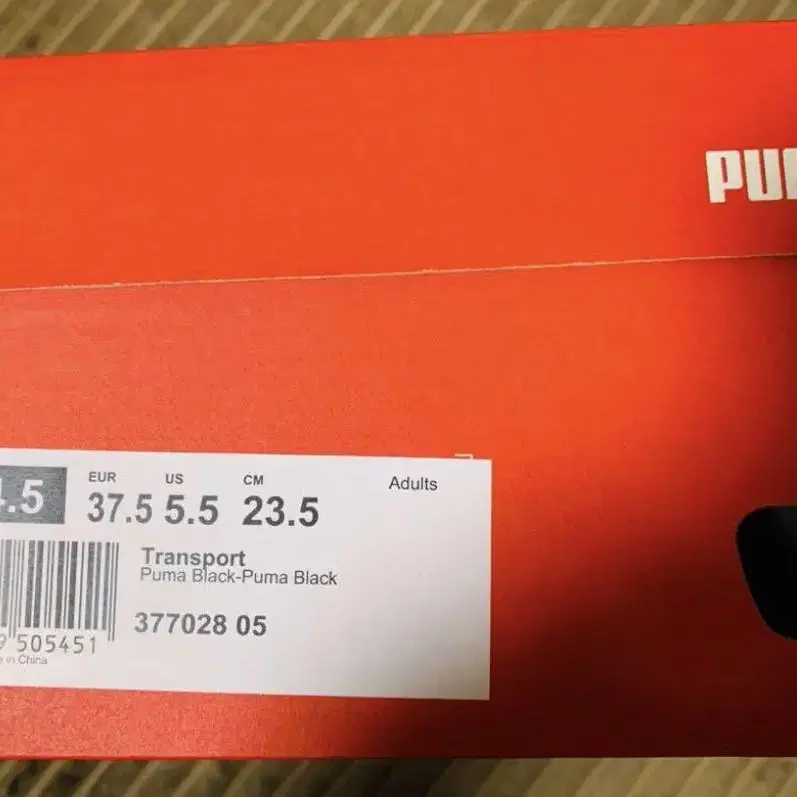 PU
EUR US CM Adults
.5 37.5 5.5 23.5
Transport
Puma Black-Puma Black
377028 05
9 505451
in China